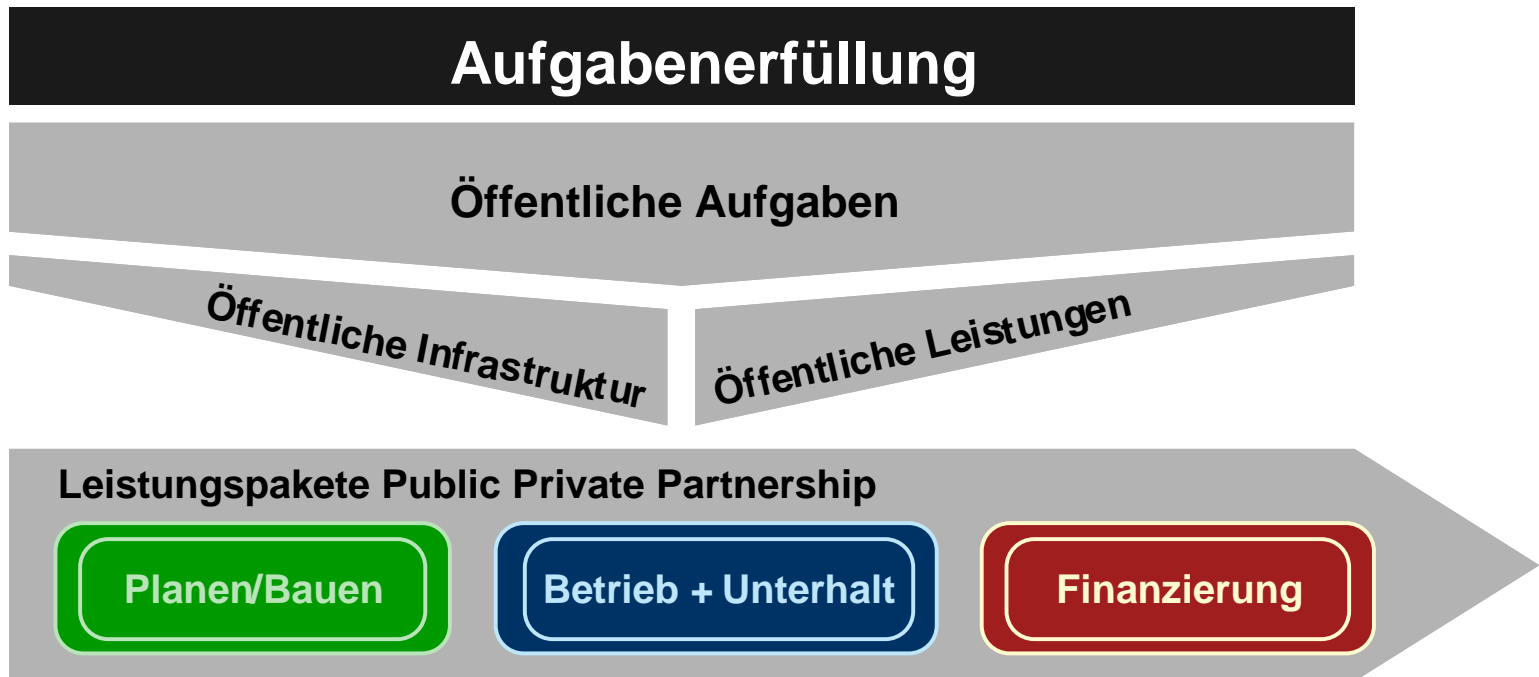 Aufgabenerfüllung
Öffentliche Aufgaben
Öffentliche Infrastruktur
Öffentliche Leistungen
Leistungspakete Public Private Partnership
Planen/Bauen
Betrieb + Unterhalt
Finanzierung